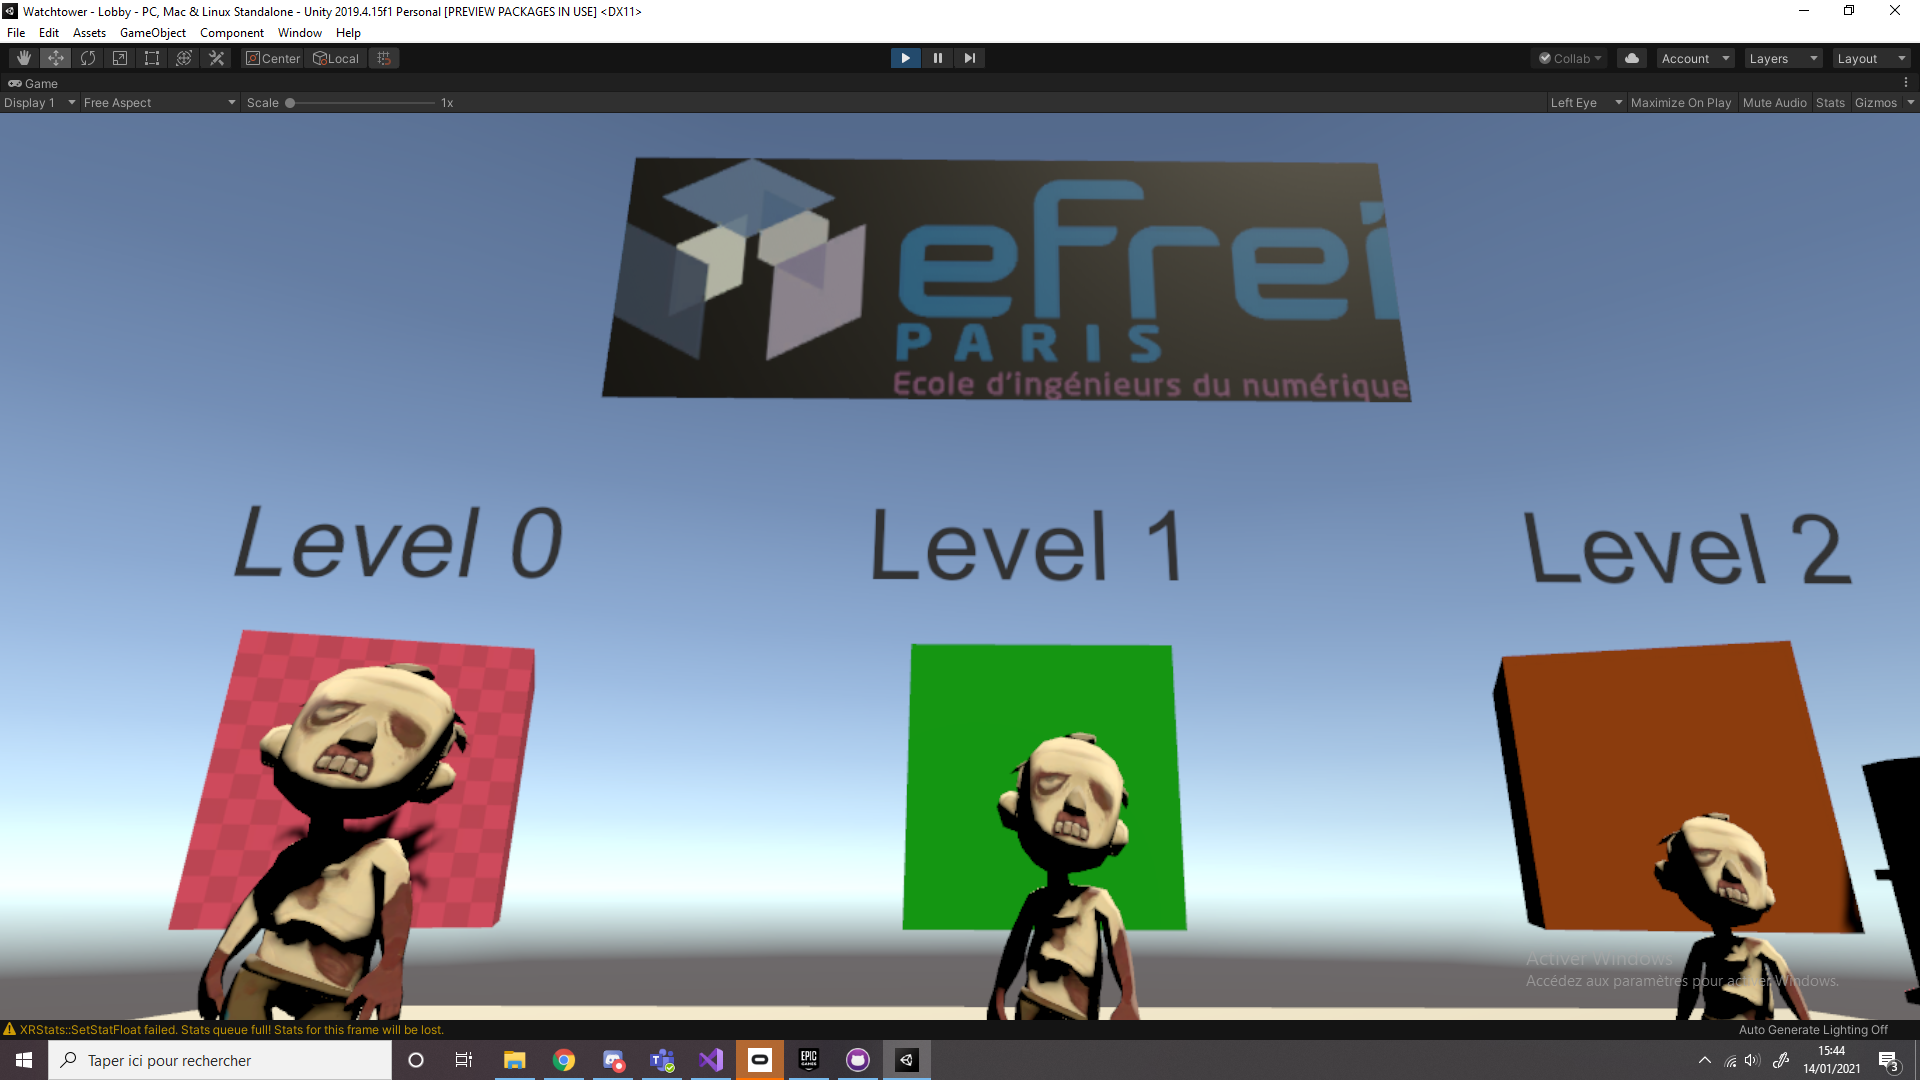 Watchtower - Lobby - PC, Mac & Linux Standalone - Unity 2019.4.15f1 Personal [PREVIEW PACKAGES IN USE] <DX11>
File Edit Assets GameObject Component Window Help
Center Local Collab Account Layers Layout
Game
Display 1 Free Aspect Scale 1x Left Eye Maximize On Play Mute Audio Stats Gizmos
efrei
PARIS
Ecole d'ingénieurs du numérique
Level 0 Level 1 Level 2
Activer Windows
Accédez aux paramètres pour activer Windows.
XRStats::SetStatFloat failed. Stats queue full! Stats for this frame will be lost.
Auto Generate Lighting Off
Taper ici pour rechercher
EPIC GAMES
15:44
14/01/2021
3